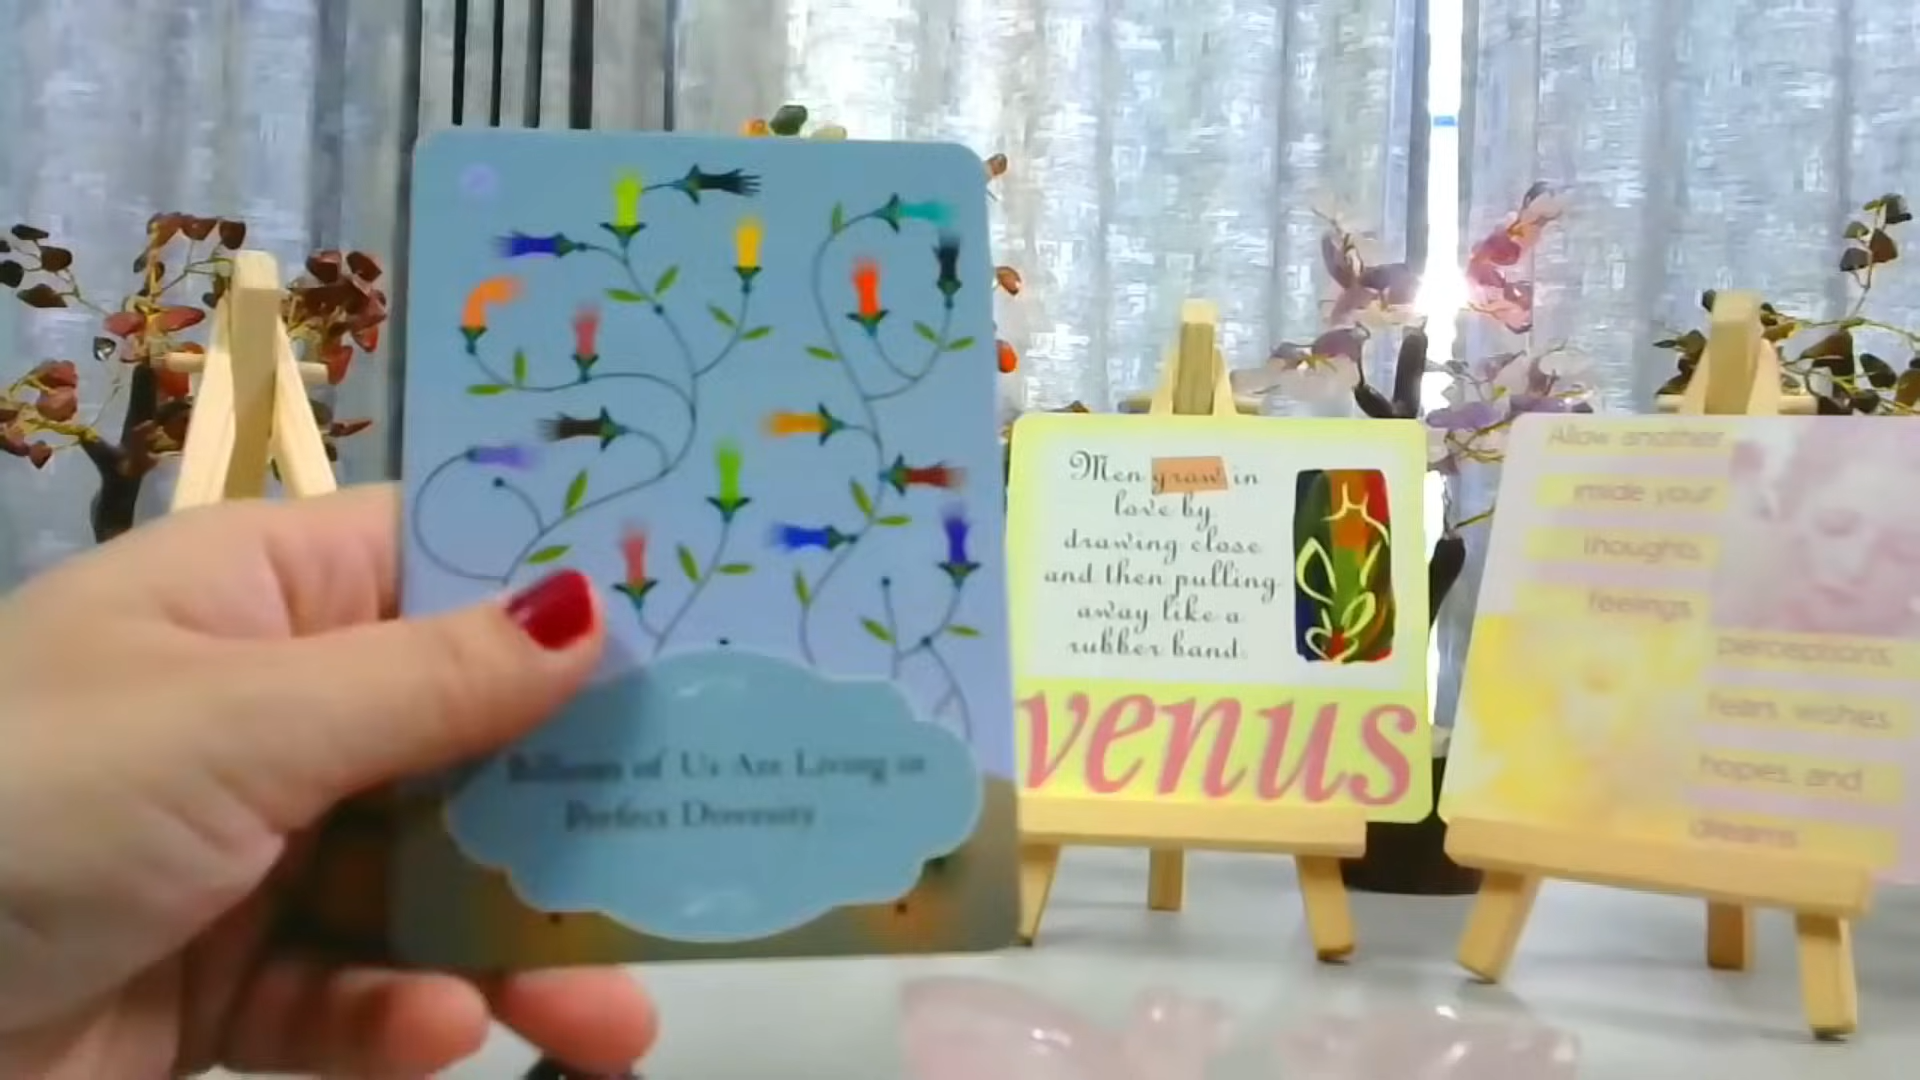 Billions of Us Are Living in
Perfect Diversity
Men grow in
love by
drawing close
and then pulling
away like a
rubber band.
venus
Allow another
inside your
thoughts,
feelings,
perceptions,
fears, wishes,
hopes, and
dreams.